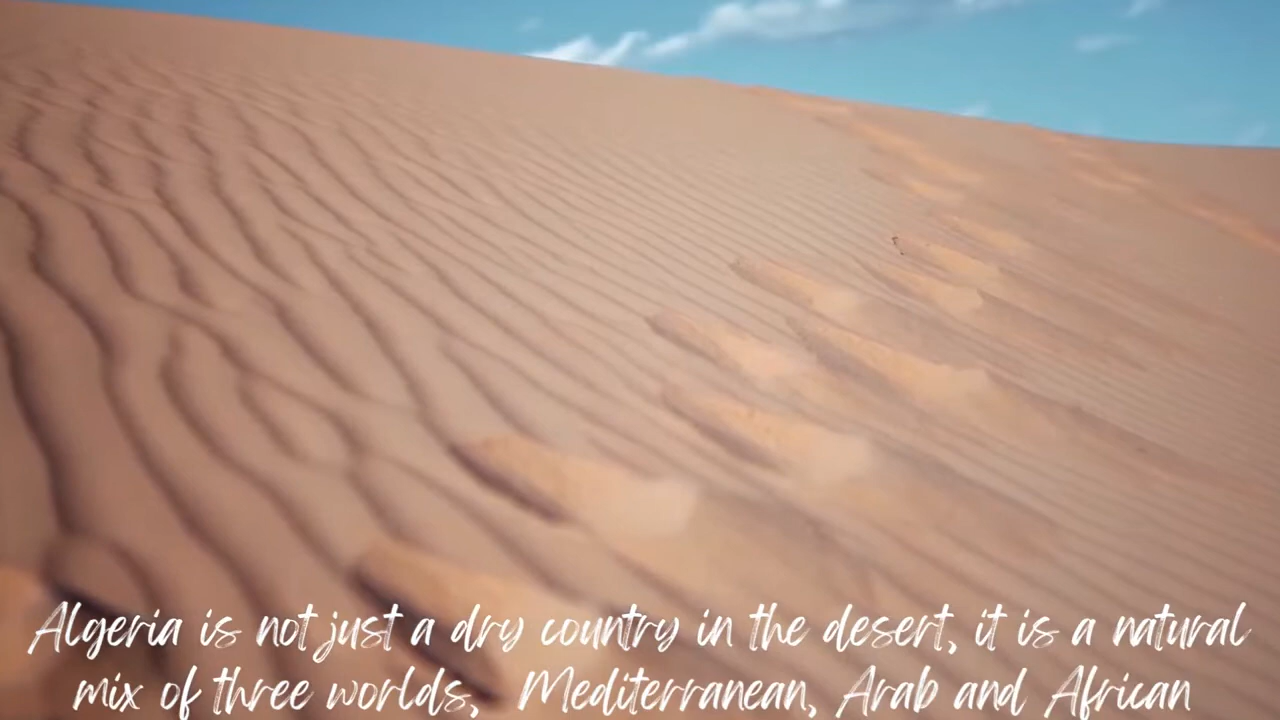 Algeria is not just a dry country in the desert, it is a natural
mix of three worlds, Mediterranean, Arab and African